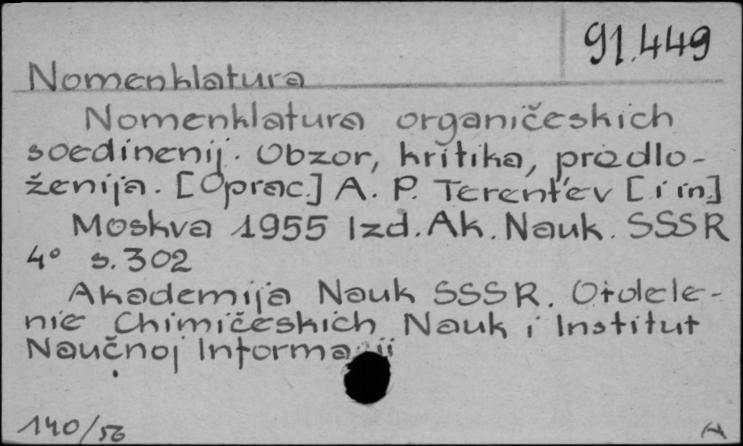 91.449
Nomenklatura
Nomenklatura organičeskich
soedinenij. Obzor, kritika, predlo-
ženija. [Oprac.] A. P. Terent'ev [i in.]
Moskva 1955 Izd. Ak. Nauk. SSSR
4° s. 302
Akademija Nauk SSSR. Otdele-
nie Chimičeskich Nauk i Institut
Naučnoj
140/56